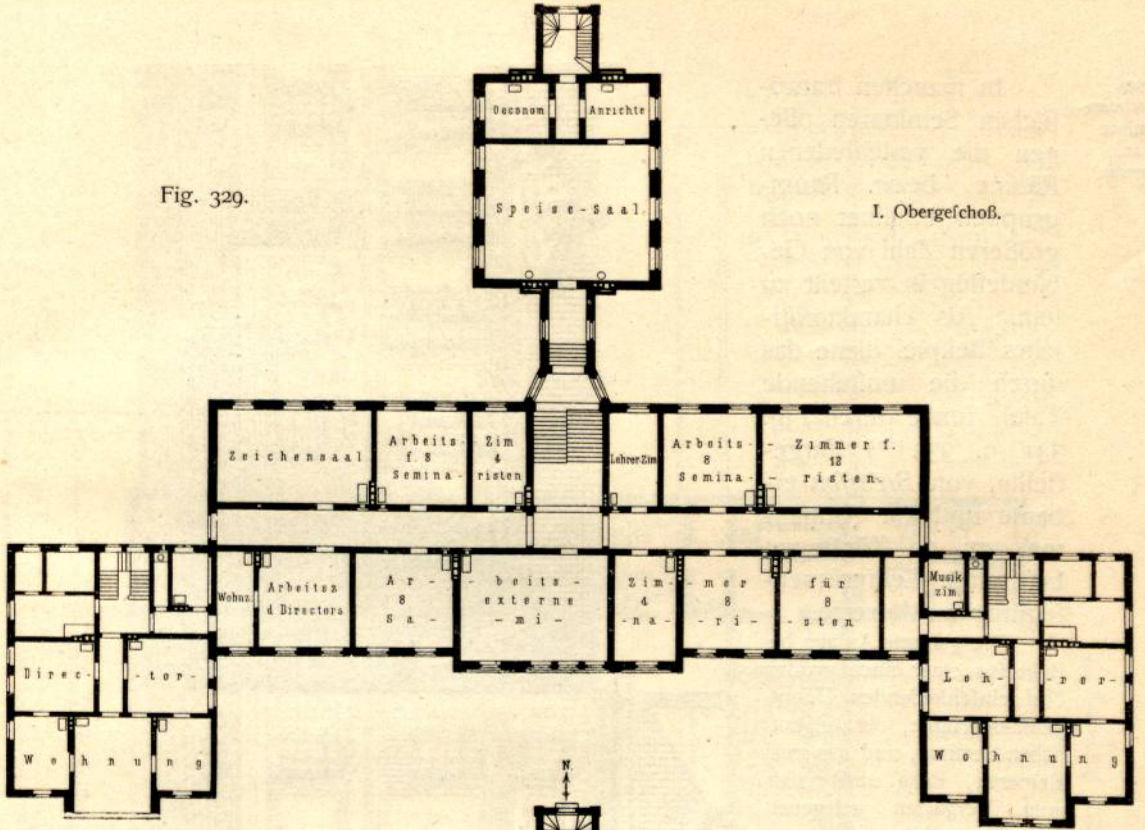 Oeconom Anrichte
Fig. 329.
Speise-Saal
I. Obergeſchoß.
Zeichensaal
Arbeits- Zim
f. 8 4
Semina- risten
Lehrer-Zim
Arbeits- - Zimmer f.
8 12
Semina- risten
Wohnz.
Arbeitsz
d Directors
Ar- - beits- Zim- - mer für
8 externe 4 8 8
Sa- - mi- - na- - ri- - sten
Musik
zim.
Direc- - tor-
Wohnung
Leh- - rer-
Wohnung
N.